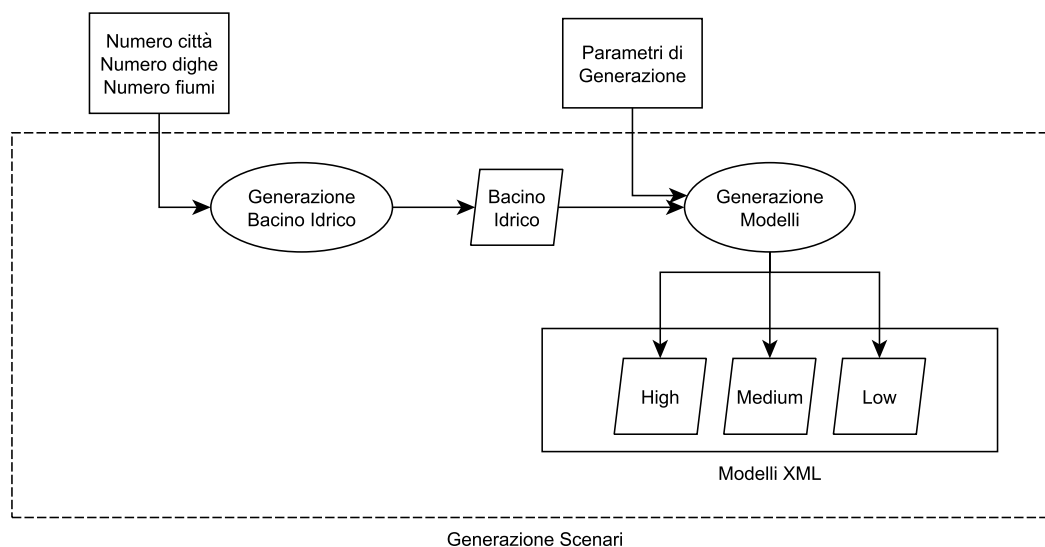 Numero città
Numero dighe
Numero fiumi
Parametri di
Generazione
Generazione
Bacino Idrico
Bacino
Idrico
Generazione
Modelli
High
Medium
Low
Modelli XML
Generazione Scenari